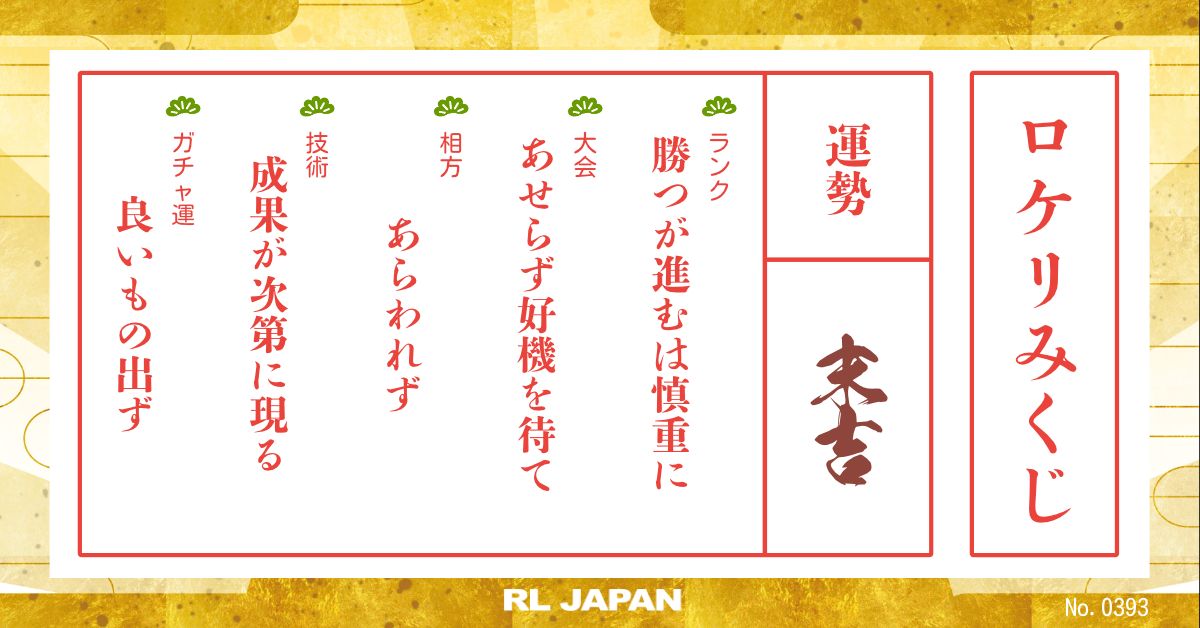 ロケリみくじ
運勢
末吉
ランク
勝つが進むは慎重に
大会
あせらず好機を待て
相方
あらわれず
技術
成果が次第に現る
ガチャ運
良いもの出ず
RL JAPAN
No. 0393